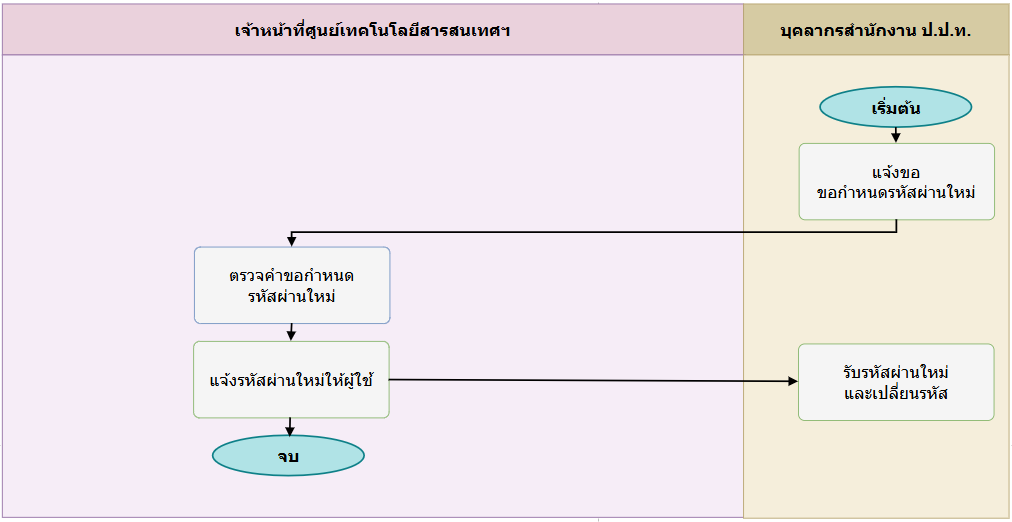 เจ้าหน้าที่ศูนย์เทคโนโลยีสารสนเทศฯ
บุคลากรสำนักงาน ป.ป.ท.
เริ่มต้น
แจ้งขอ
ขอกำหนดรหัสผ่านใหม่
ตรวจคำขอกำหนด
รหัสผ่านใหม่
แจ้งรหัสผ่านใหม่ให้ผู้ใช้
รับรหัสผ่านใหม่
และเปลี่ยนรหัส
จบ